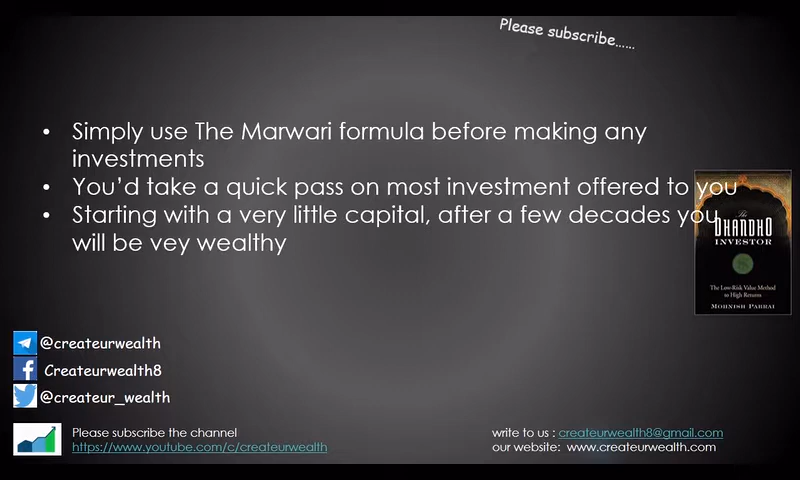 Please subscribe......
• Simply use The Marwari formula before making any
investments
• You'd take a quick pass on most investment offered to you
• Starting with a very little capital, after a few decades you
will be vey wealthy
The
DHANDHO
INVESTOR
The Low-Risk Value Method
to High Returns
MOHNISH PABRAI
@createurwealth
Createurwealth8
@createur_wealth
Please subscribe the channel
https://www.youtube.com/c/createurwealth
write to us : createurwealth8@gmail.com
our website: www.createurwealth.com